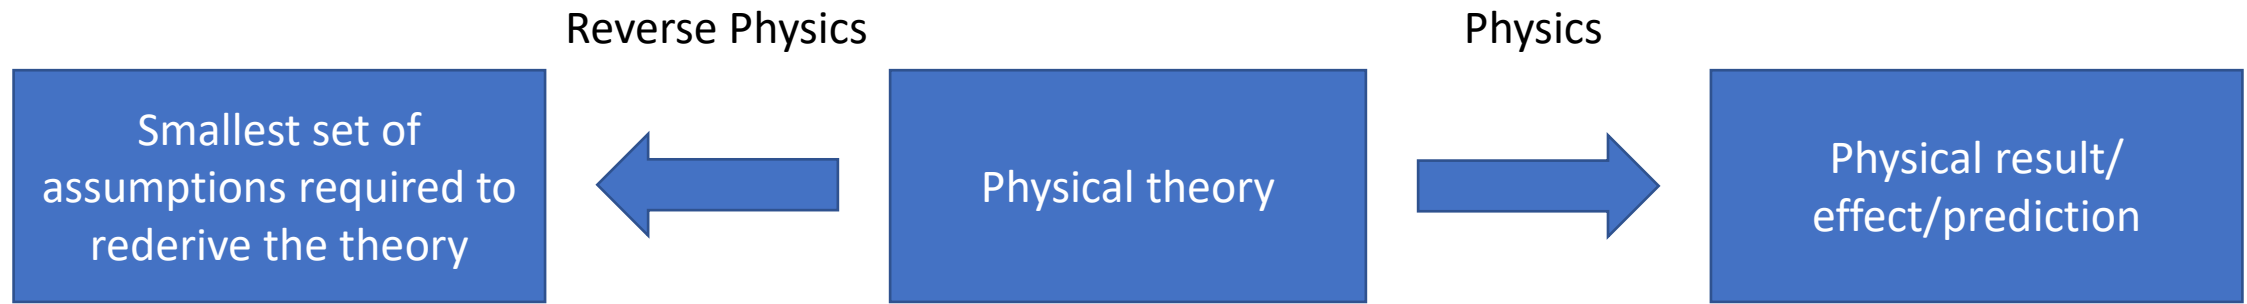 Reverse Physics
Physics
Smallest set of
assumptions required to
rederive the theory
Physical theory
Physical result/
effect/prediction